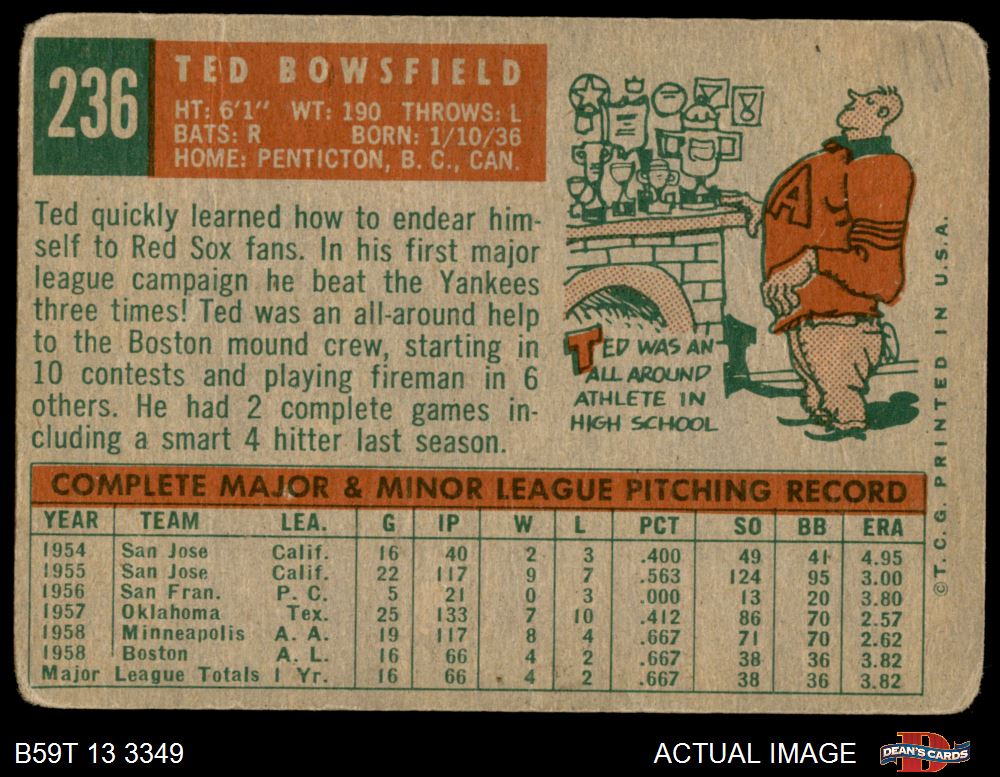 236
TED BOWSFIELD
HT: 6'1" WT: 190 THROWS: L
BATS: R BORN: 1/10/36
HOME: PENTICTON, B. C., CAN.
Ted quickly learned how to endear him-
self to Red Sox fans. In his first major
league campaign he beat the Yankees
three times! Ted was an all-around help
to the Boston mound crew, starting in
10 contests and playing fireman in 6
others. He had 2 complete games in-
cluding a smart 4 hitter last season.
A
TED WAS AN
ALL AROUND
ATHLETE IN
HIGH SCHOOL
COMPLETE MAJOR & MINOR LEAGUE PITCHING RECORD
YEAR TEAM LEA. G IP W L PCT SO BB ERA
1954 San Jose Calif. 16 40 2 3 .400 49 41 4.95
1955 San Jose Calif. 22 117 9 7 .563 124 95 3.00
1956 San Fran. P. C. 5 21 0 3 .000 13 20 3.80
1957 Oklahoma Tex. 25 133 7 10 .412 86 70 2.57
1958 Minneapolis A. A. 19 117 8 4 .667 71 70 2.62
1958 Boston A. L. 16 66 4 2 .667 38 36 3.82
Major League Totals 1 Yr. 16 66 4 2 .667 38 36 3.82
© T. C. G. PRINTED IN U.S.A.
B59T 13 3349
ACTUAL IMAGE
DEAN'S CARDS